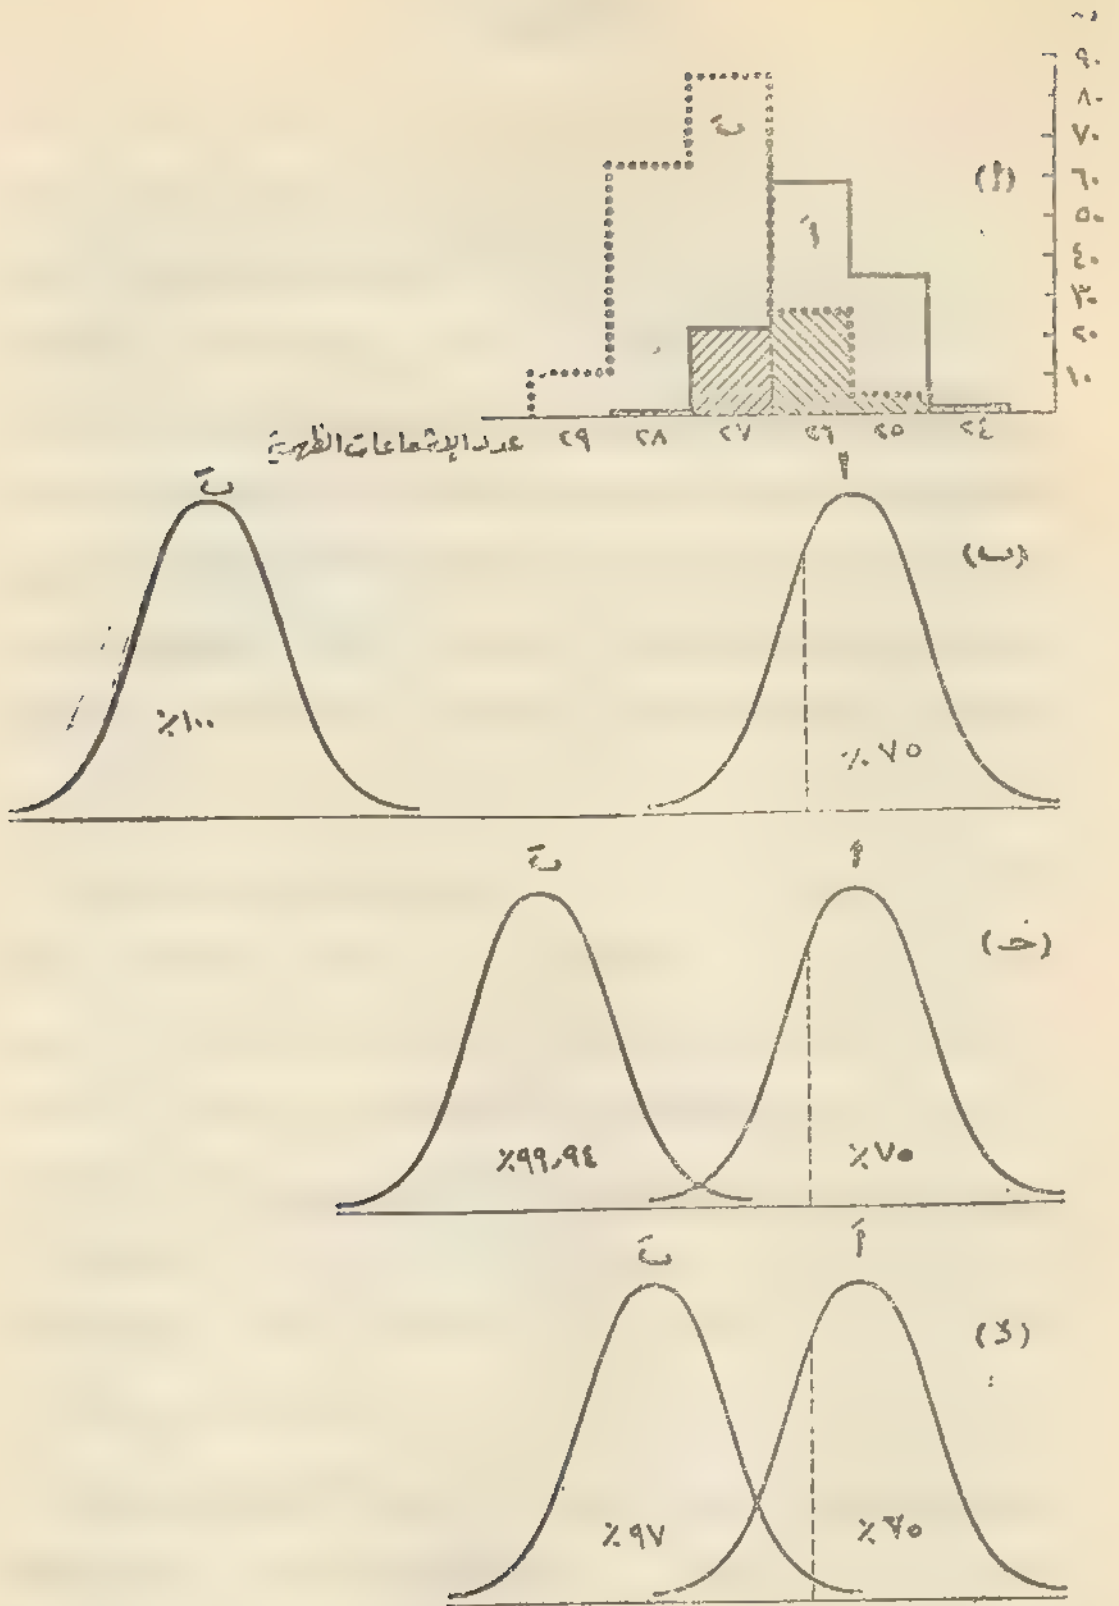 ٩٠
٨٠
٧٠
٦٠
٥٠
٤٠
٣٠
٢٠
١٠
(أ)
بَ
أَ
٢٤ ٢٥ ٢٦ ٢٧ ٢٨ ٢٩ عدد الإشعاعات الظهرية
أَ بَ
(ب)
٪٧٥ ٪١٠٠
أَ بَ
(حـ)
٪٧٥ ٪٩٩,٩٤
أَ بَ
٪٧٥ ٪٩٧